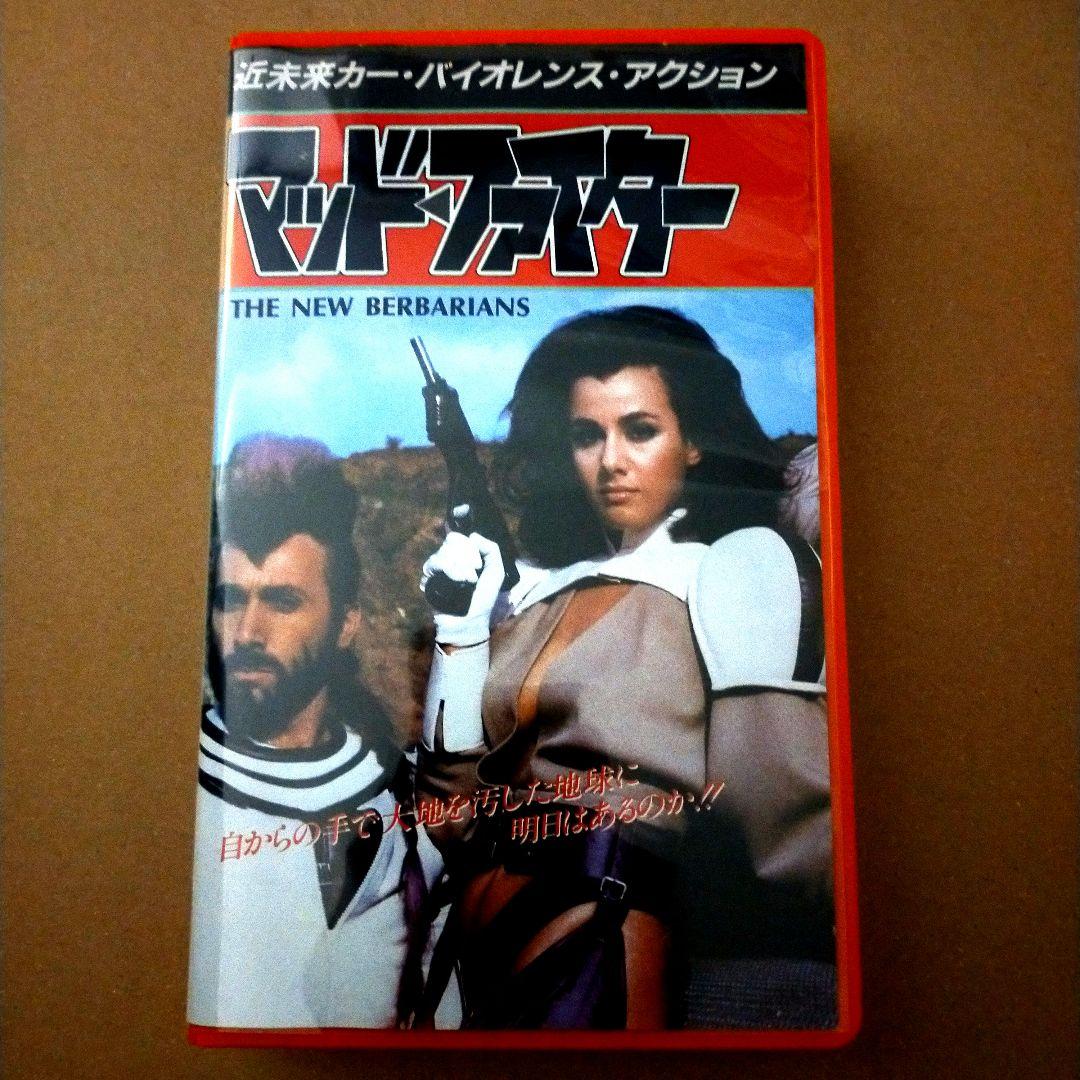 近未来カー・バイオレンス・アクション
マッド・ファイター
THE NEW BERBARIANS
自からの手で大地を汚した地球に
明日はあるのか!!